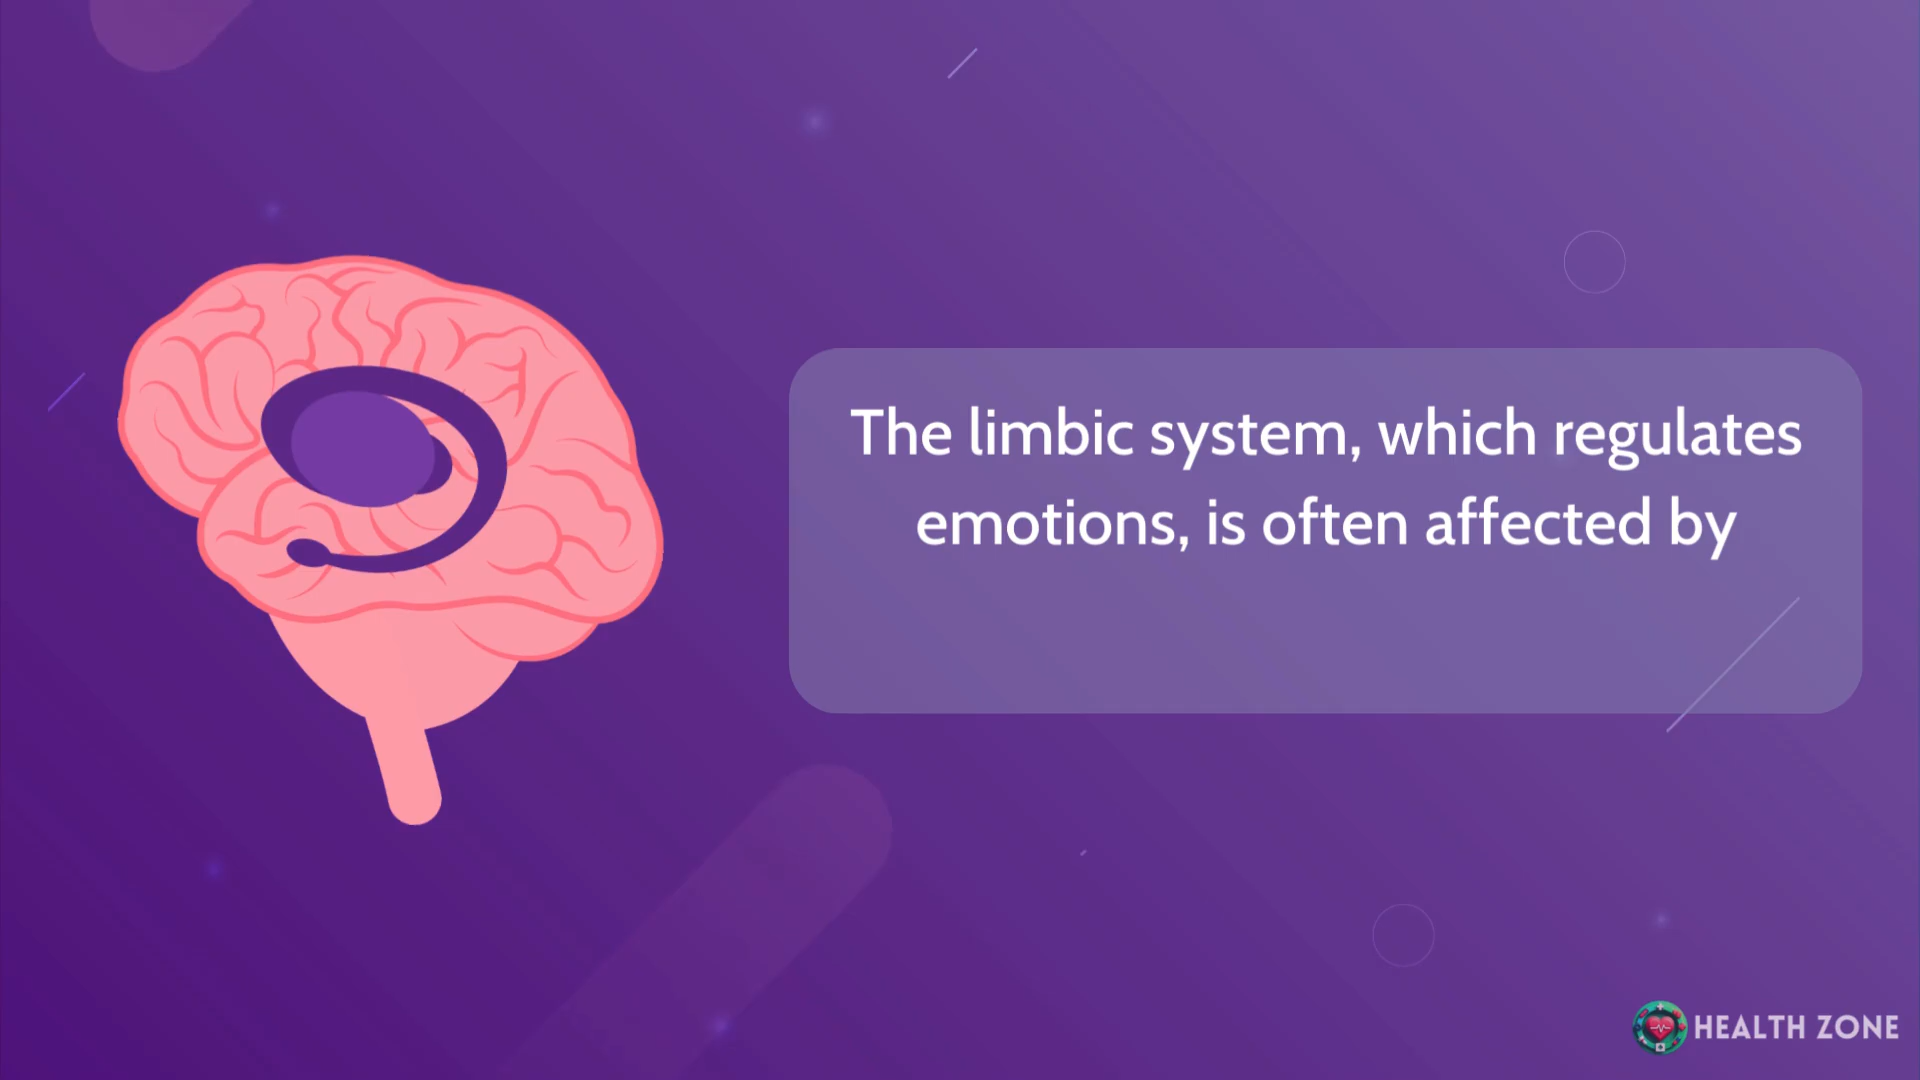 The limbic system, which regulates
emotions, is often affected by
HEALTH ZONE